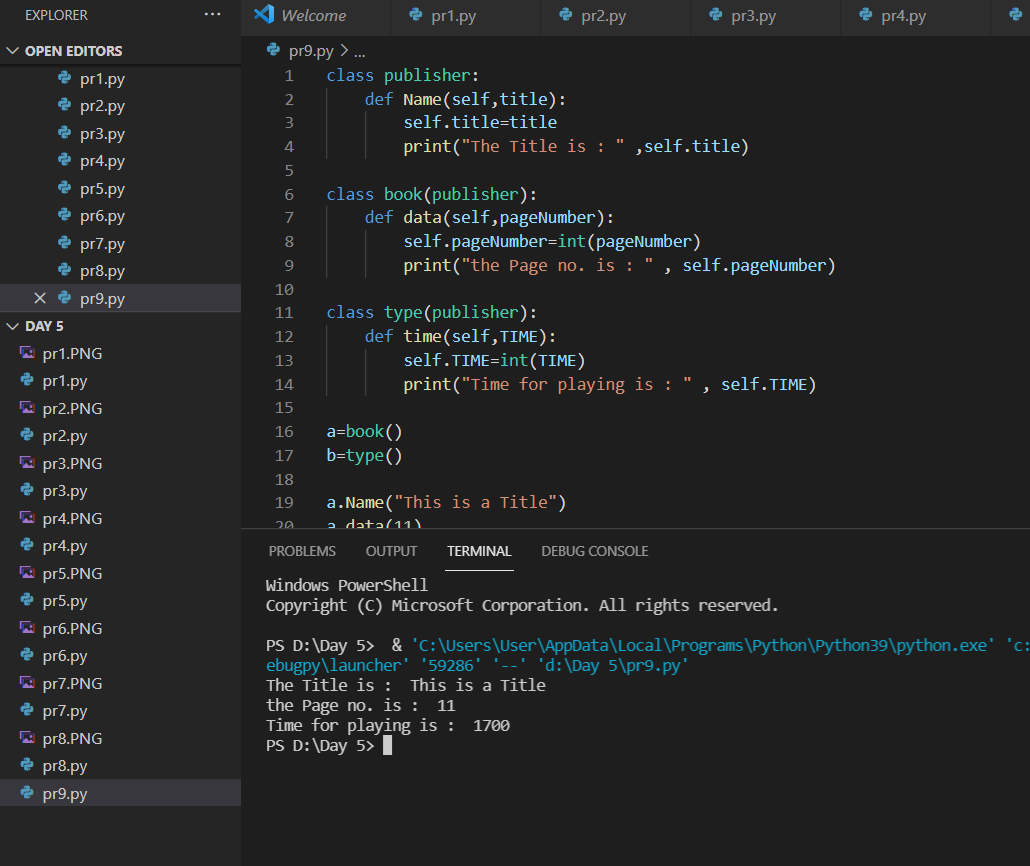 EXPLORER ...
OPEN EDITORS
pr1.py
pr2.py
pr3.py
pr4.py
pr5.py
pr6.py
pr7.py
pr8.py
pr9.py
DAY 5
pr1.PNG
pr1.py
pr2.PNG
pr2.py
pr3.PNG
pr3.py
pr4.PNG
pr4.py
pr5.PNG
pr5.py
pr6.PNG
pr6.py
pr7.PNG
pr7.py
pr8.PNG
pr8.py
pr9.py
Welcome pr1.py pr2.py pr3.py pr4.py
pr9.py > ...
1 class publisher:
2 def Name(self,title):
3 self.title=title
4 print("The Title is : " ,self.title)
5
6 class book(publisher):
7 def data(self,pageNumber):
8 self.pageNumber=int(pageNumber)
9 print("the Page no. is : " , self.pageNumber)
10
11 class type(publisher):
12 def time(self,TIME):
13 self.TIME=int(TIME)
14 print("Time for playing is : " , self.TIME)
15
16 a=book()
17 b=type()
18
19 a.Name("This is a Title")
20 a.data(11)
PROBLEMS OUTPUT TERMINAL DEBUG CONSOLE
Windows PowerShell
Copyright (C) Microsoft Corporation. All rights reserved.
PS D:\Day 5> & 'C:\Users\User\AppData\Local\Programs\Python\Python39\python.exe' 'c:
ebugpy\launcher' '59286' '--' 'd:\Day 5\pr9.py'
The Title is :  This is a Title
the Page no. is :  11
Time for playing is :  1700
PS D:\Day 5>